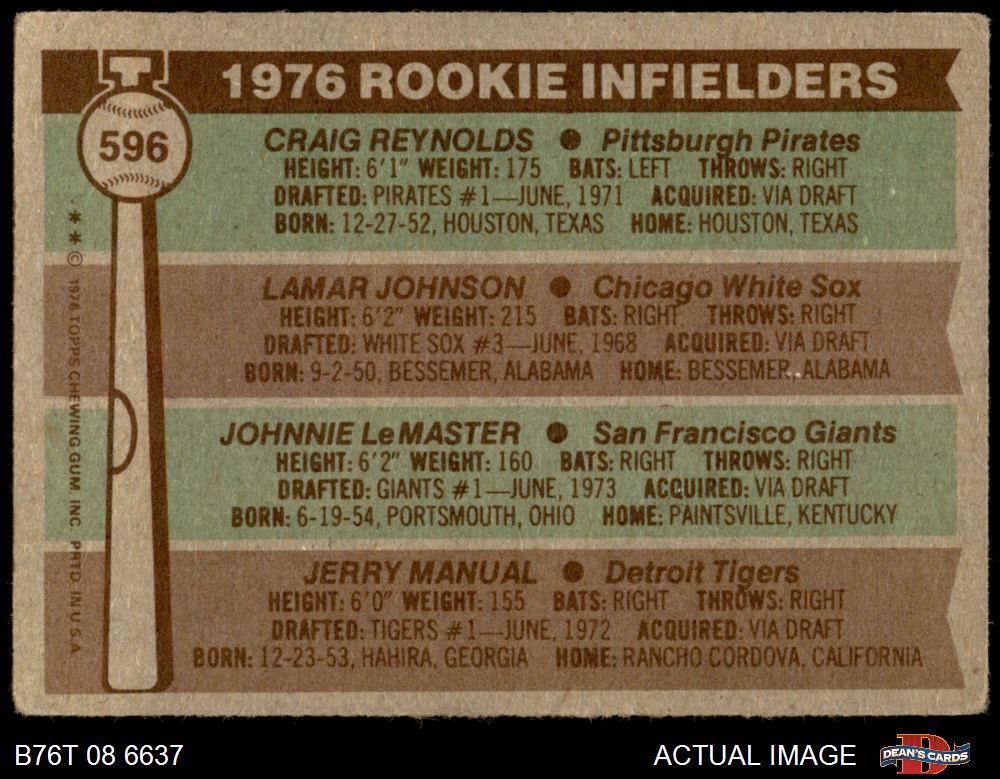 1976 ROOKIE INFIELDERS
596
CRAIG REYNOLDS ● Pittsburgh Pirates
HEIGHT: 6'1" WEIGHT: 175 BATS: LEFT THROWS: RIGHT
DRAFTED: PIRATES #1—JUNE, 1971 ACQUIRED: VIA DRAFT
BORN: 12-27-52, HOUSTON, TEXAS HOME: HOUSTON, TEXAS
LAMAR JOHNSON ● Chicago White Sox
HEIGHT: 6'2" WEIGHT: 215 BATS: RIGHT THROWS: RIGHT
DRAFTED: WHITE SOX #3—JUNE, 1968 ACQUIRED: VIA DRAFT
BORN: 9-2-50, BESSEMER, ALABAMA HOME: BESSEMER, ALABAMA
JOHNNIE LeMASTER ● San Francisco Giants
HEIGHT: 6'2" WEIGHT: 160 BATS: RIGHT THROWS: RIGHT
DRAFTED: GIANTS #1—JUNE, 1973 ACQUIRED: VIA DRAFT
BORN: 6-19-54, PORTSMOUTH, OHIO HOME: PAINTSVILLE, KENTUCKY
JERRY MANUAL ● Detroit Tigers
HEIGHT: 6'0" WEIGHT: 155 BATS: RIGHT THROWS: RIGHT
DRAFTED: TIGERS #1—JUNE, 1972 ACQUIRED: VIA DRAFT
BORN: 12-23-53, HAHIRA, GEORGIA HOME: RANCHO CORDOVA, CALIFORNIA
** © 1976 TOPPS CHEWING GUM, INC. PRTD. IN U.S.A.
B76T 08 6637
ACTUAL IMAGE
DEAN'S CARDS